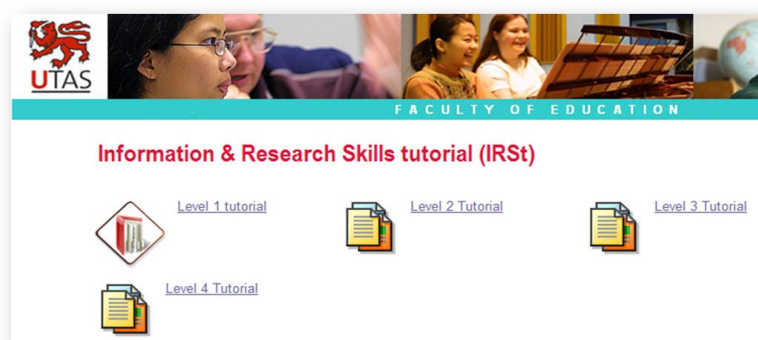 UTAS
FACULTY OF EDUCATION
Information & Research Skills tutorial (IRSt)
Level 1 tutorial
Level 2 Tutorial
Level 3 Tutorial
Level 4 Tutorial